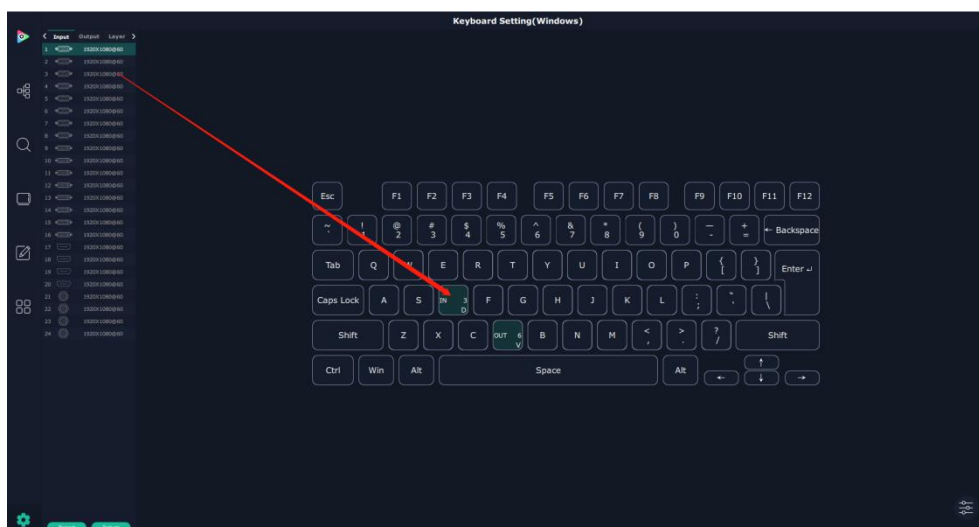 Keyboard Setting(Windows)
Input Output Layer
1 1920X1080@60
2 1920X1080@60
3 1920X1080@60
4 1920X1080@60
5 1920X1080@60
6 1920X1080@60
7 1920X1080@60
8 1920X1080@60
9 1920X1080@60
10 1920X1080@60
11 1920X1080@60
12 1920X1080@60
13 1920X1080@60
14 1920X1080@60
15 1920X1080@60
16 1920X1080@60
17 1920X1080@60
18 1920X1080@60
19 1920X1080@60
20 1920X1080@60
21 1920X1080@60
22 1920X1080@60
23 1920X1080@60
24 1920X1080@60
Esc F1 F2 F3 F4 F5 F6 F7 F8 F9 F10 F11 F12
~ ! @ # $ % ^ & * ( ) — +
` 1 2 3 4 5 6 7 8 9 0 - = ← Backspace
Tab Q W E R T Y U I O P { [ } ] Enter ↵
Caps Lock A S IN 3 D F G H J K L : ; " ' | \
Shift Z X C OUT 6 V B N M < , > . ? / Shift
Ctrl Win Alt Space Alt ← ↑ ↓ →